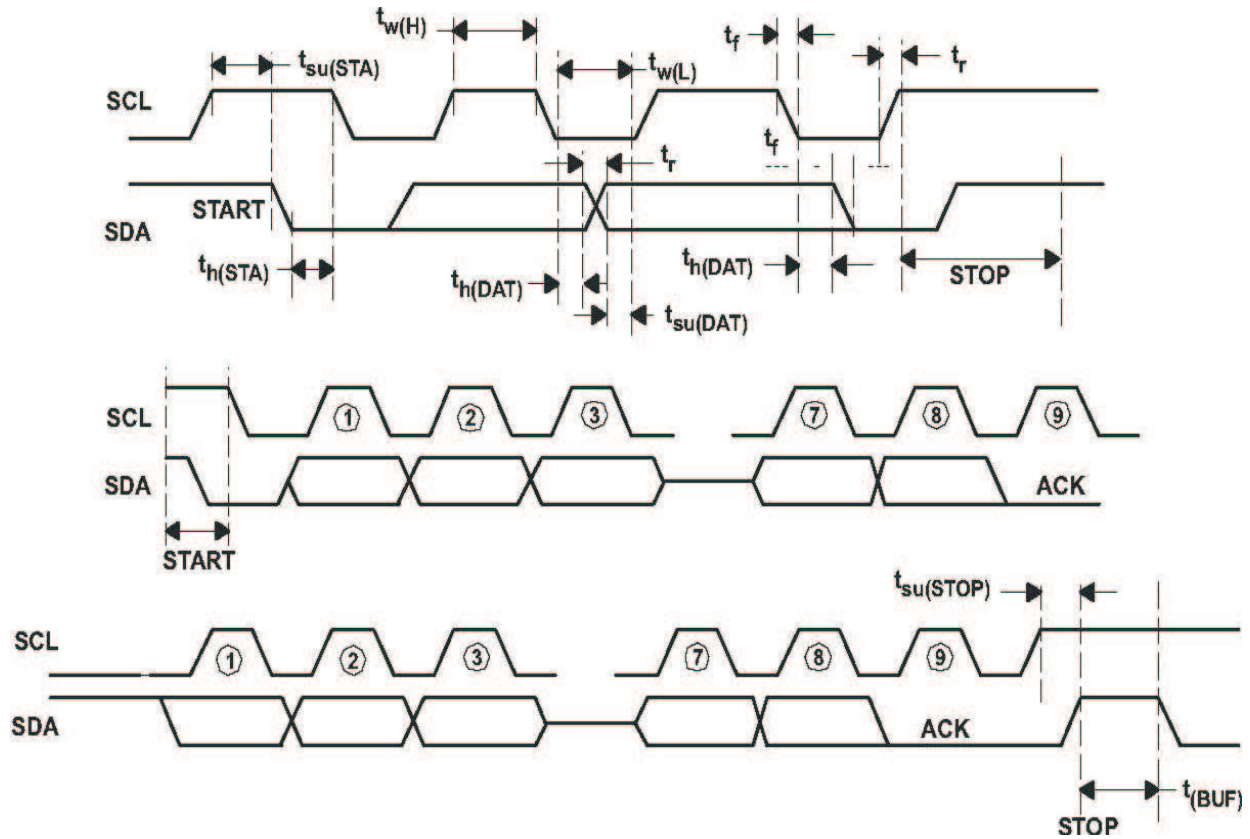 tw(H)
tf
tsu(STA)
tw(L)
tr
SCL
tf
tr
START
SDA
th(STA)
th(DAT)
th(DAT)
STOP
tsu(DAT)
SCL
1 2 3 7 8 9
SDA
ACK
START
tsu(STOP)
SCL
1 2 3 7 8 9
SDA
ACK
t(BUF)
STOP